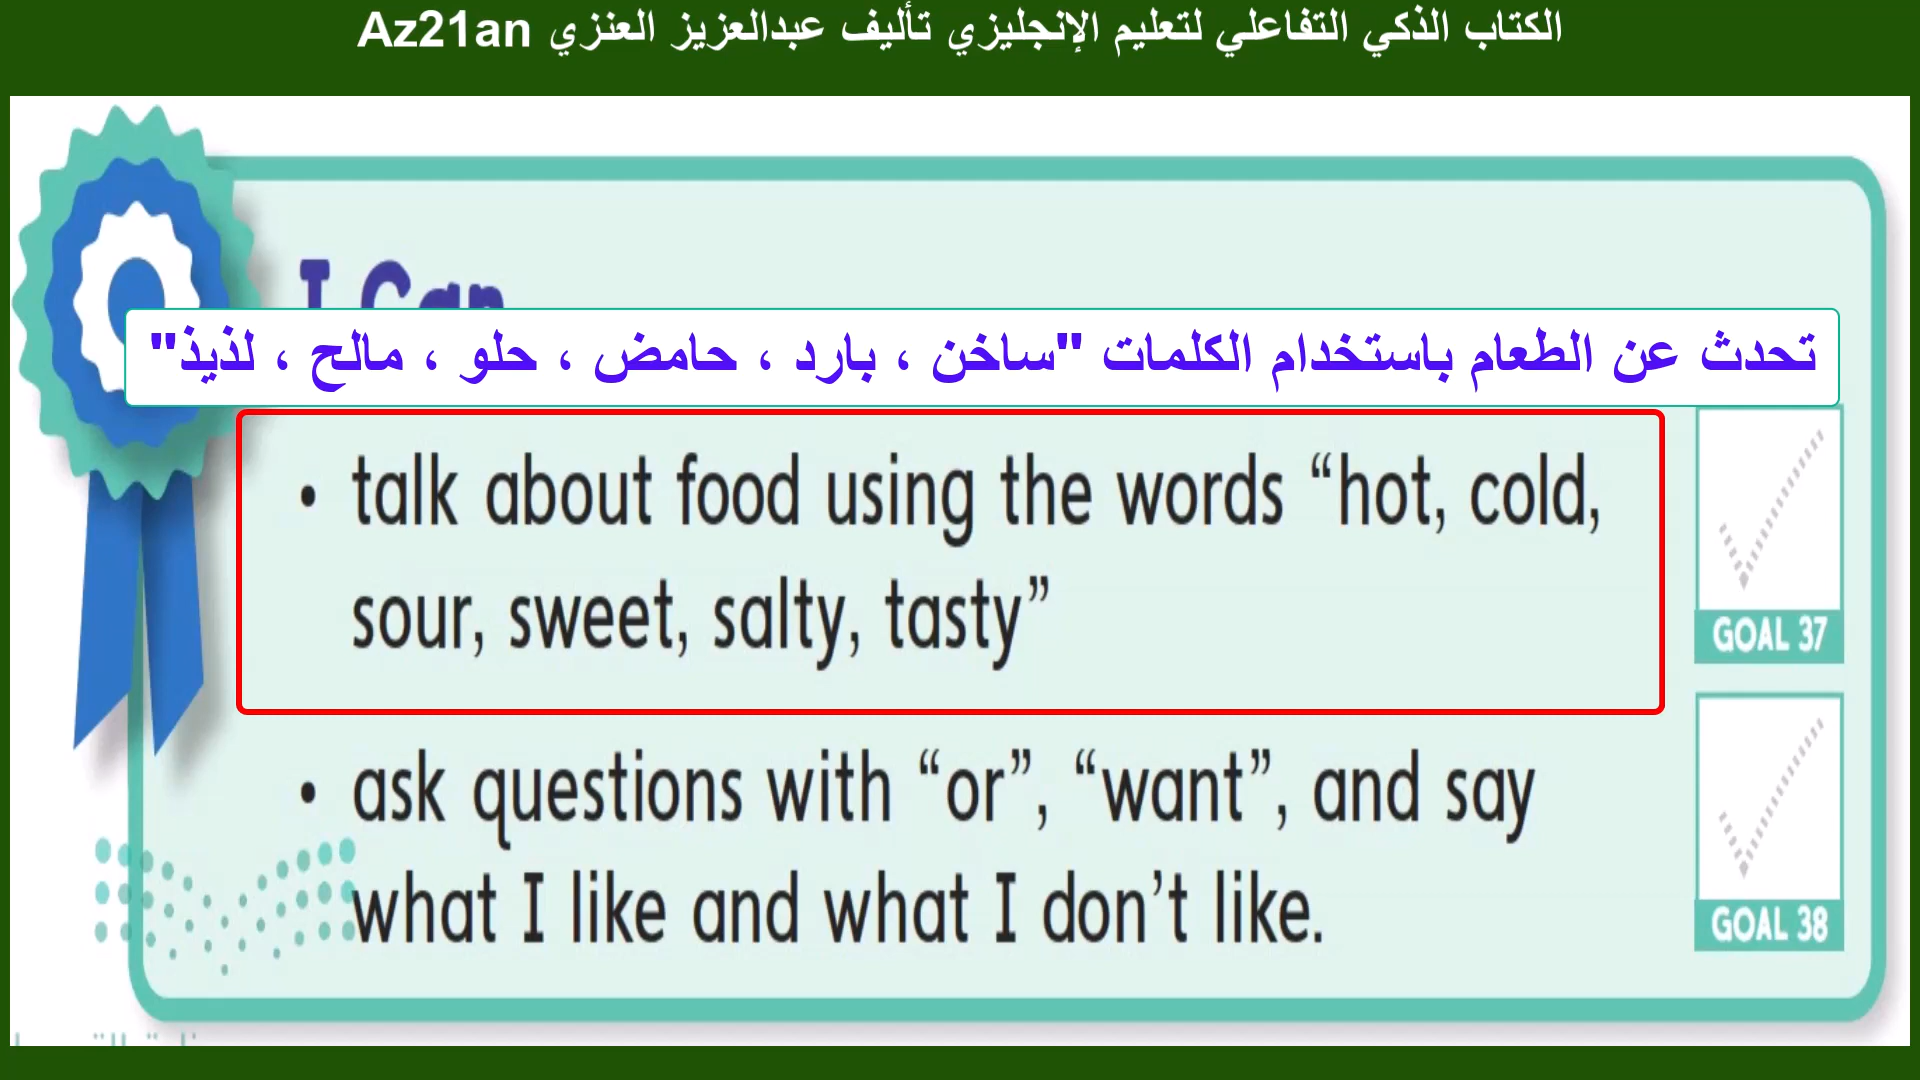 الكتاب الذكي التفاعلي لتعليم الإنجليزي تأليف عبدالعزيز العنزي Az21an
I Can
تحدث عن الطعام باستخدام الكلمات "ساخن ، بارد ، حامض ، حلو ، مالح ، لذيذ"
• talk about food using the words “hot, cold,
sour, sweet, salty, tasty”
GOAL 37
• ask questions with “or”, “want”, and say
what I like and what I don’t like.
GOAL 38